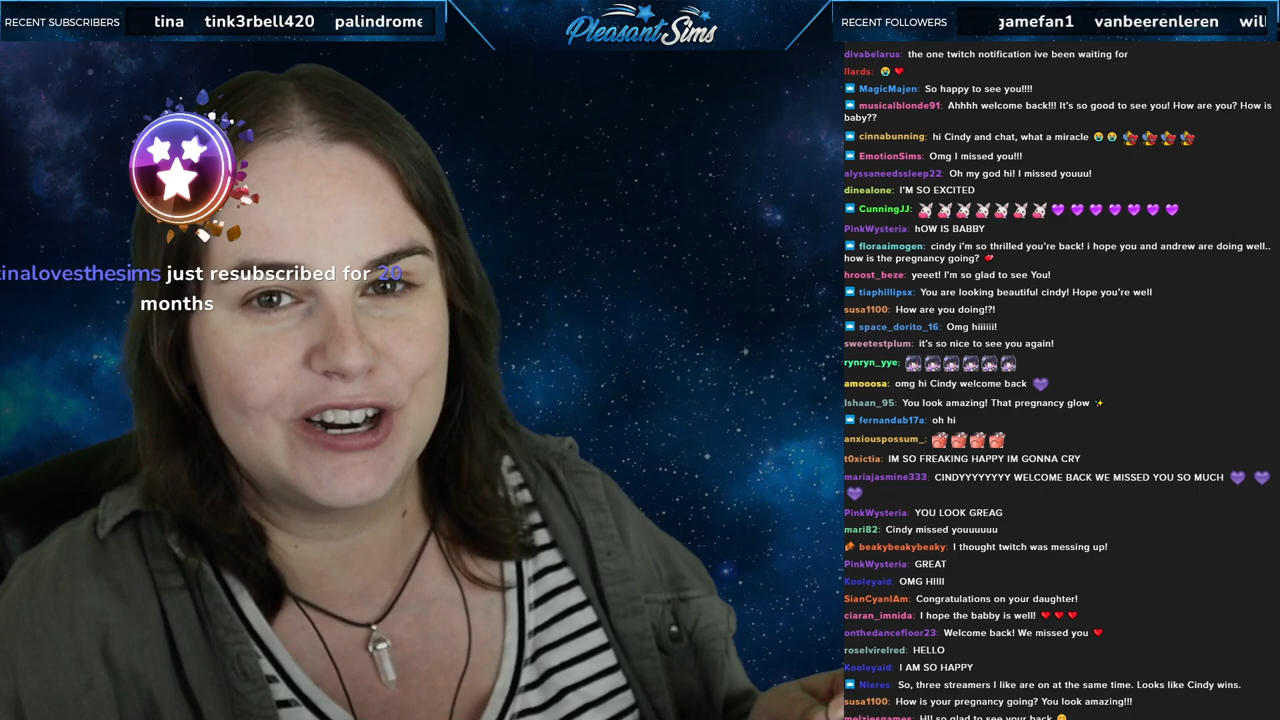 RECENT SUBSCRIBERS
tina tink3rbell420 palindrome
PleasantSims
RECENT FOLLOWERS
gamefan1 vanbeerenleren wil
inalovesthesims just resubscribed for 20
months
divabelarus: the one twitch notification ive been waiting for
llards: 😭 ❤️
MagicMajen: So happy to see you!!!!
musicalblonde91: Ahhhh welcome back!!! It's so good to see you! How are you? How is
baby??
cinnabunning: hi Cindy and chat, what a miracle 😭 😭
EmotionSims: Omg I missed you!!!
alyssaneedssleep22: Oh my god hi! I missed youuu!
dinealone: I'M SO EXCITED
CunningJJ: 💜 💜 💜 💜 💜 💜 💜
PinkWysteria: hOW IS BABBY
floraaimogen: cindy i'm so thrilled you're back! i hope you and andrew are doing well..
how is the pregnancy going?
hroost_beze: yeeet! I'm so glad to see You!
tiaphillipsx: You are looking beautiful cindy! Hope you're well
susa1100: How are you doing!?!
space_dorito_16: Omg hiiiiii!
sweetestplum: it's so nice to see you again!
rynryn_yye:
amooosa: omg hi Cindy welcome back 💜
Ishaan_95: You look amazing! That pregnancy glow ✨
fernandab17a: oh hi
anxiouspossum_:
t0xictia: IM SO FREAKING HAPPY IM GONNA CRY
mariajasmine333: CINDYYYYYYYY WELCOME BACK WE MISSED YOU SO MUCH 💜 💜
💜
PinkWysteria: YOU LOOK GREAG
mari82: Cindy missed youuuuuu
beakybeakybeaky: I thought twitch was messing up!
PinkWysteria: GREAT
Kooleyaid: OMG HIIII
SianCyanIAm: Congratulations on your daughter!
ciaran_imnida: I hope the babby is well! ❤️ ❤️ ❤️
onthedancefloor23: Welcome back! We missed you ❤️
roselvirelred: HELLO
Kooleyaid: I AM SO HAPPY
Nieres: So, three streamers I like are on at the same time. Looks like Cindy wins.
susa1100: How is your pregnancy going? You look amazing!!!
melziesgames: HI! so glad to see your back 😊